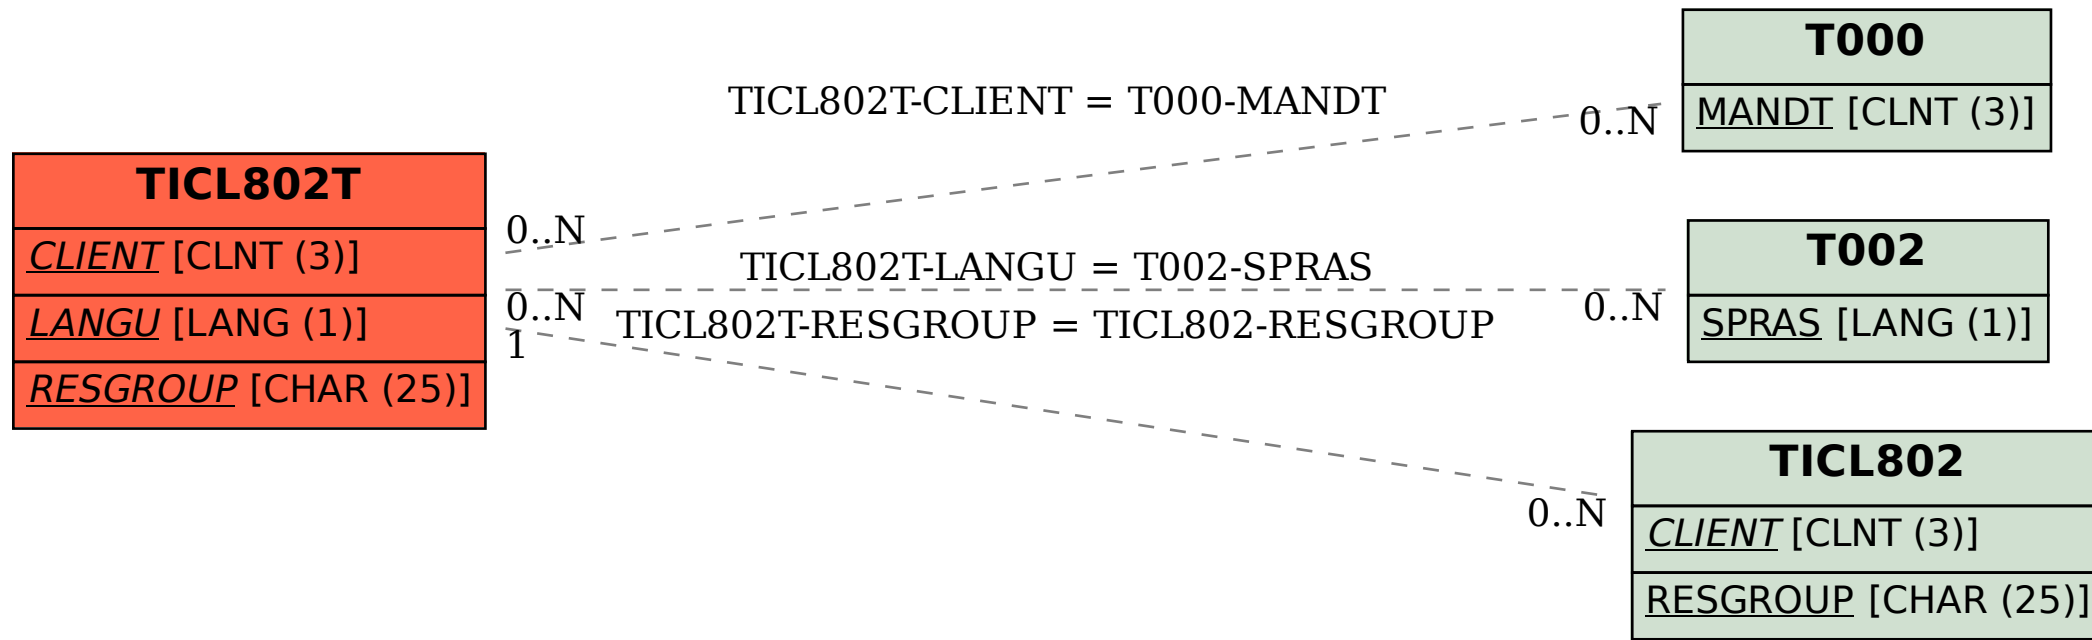 TICL802T
CLIENT [CLNT (3)]
LANGU [LANG (1)]
RESGROUP [CHAR (25)]
TICL802T-CLIENT = T000-MANDT
0..N
0..N
TICL802T-LANGU = T002-SPRAS
0..N
0..N
TICL802T-RESGROUP = TICL802-RESGROUP
1
0..N
T000
MANDT [CLNT (3)]
T002
SPRAS [LANG (1)]
TICL802
CLIENT [CLNT (3)]
RESGROUP [CHAR (25)]